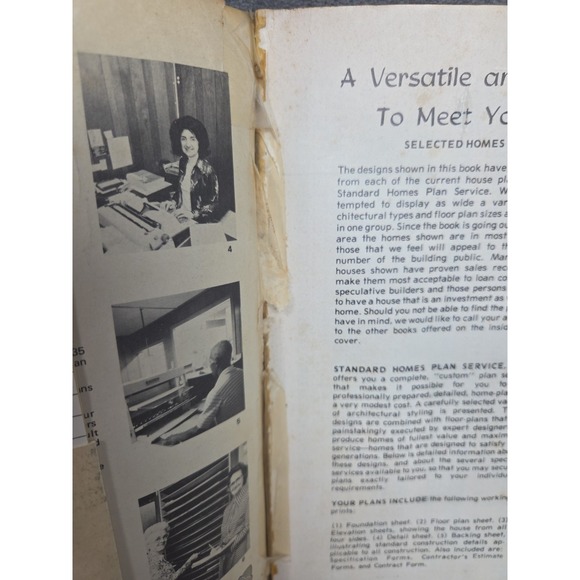 4
5
6
35
an
ins
ur
rs
ult
d
e
A Versatile an
To Meet Yo
SELECTED HOMES
The designs shown in this book have
from each of the current house pl
Standard Homes Plan Service. W
tempted to display as wide a var
chitectural types and floor plan sizes a
in one group. Since the book is going ou
area the homes shown are in most
those that we feel will appeal to th
number of the building public. Man
houses shown have proven sales reco
make them most acceptable to loan co
speculative builders and those persons
to have a house that is an investment as
home. Should you not be able to find the p
have in mind, we would like to call your a
to the other books offered on the insid
cover.
STANDARD HOMES PLAN SERVICE,
offers you a complete, "custom" plan se
that makes it possible for you to
professionally prepared, detailed, home-pla
a very modest cost. A carefully selected va
of architectural styling is presented. T
designs are combined with floor-plans that
painstakingly executed by expert designer
produce homes of fullest value and maxim
service—homes that are designed to satisfy
generations. Below is detailed information ab
these designs, and about the several spec
services available to you, so that you may secu
plans exactly tailored to your individu
requirements.
YOUR PLANS INCLUDE the following working
prints:
(1) Foundation sheet. (2) Floor plan sheet. (3)
Elevation sheets, showing the house from all
four sides. (4) Detail sheet. (5) Backing sheet,
illustrating standard construction details ap-
plicable to all construction. Also included are:
Specification Forms, Contractor's Estimate
Forms, and Contract Form.